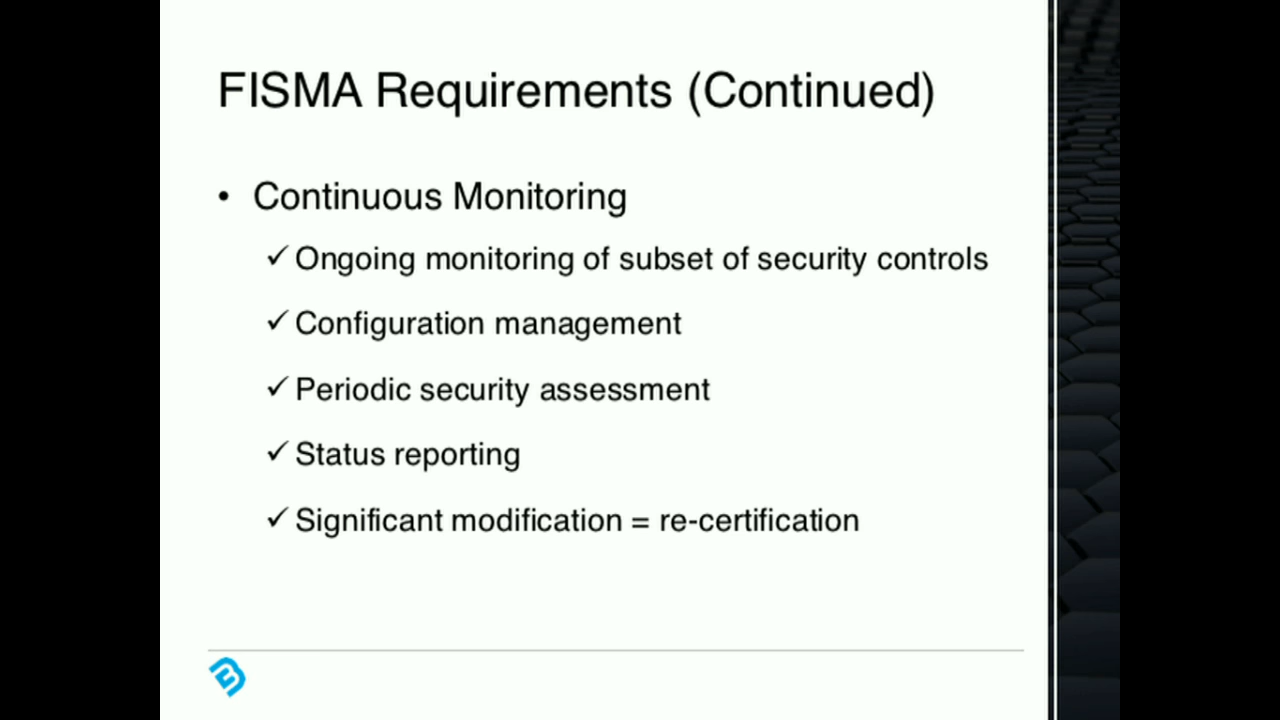 FISMA Requirements (Continued)
• Continuous Monitoring
✓ Ongoing monitoring of subset of security controls
✓ Configuration management
✓ Periodic security assessment
✓ Status reporting
✓ Significant modification = re-certification